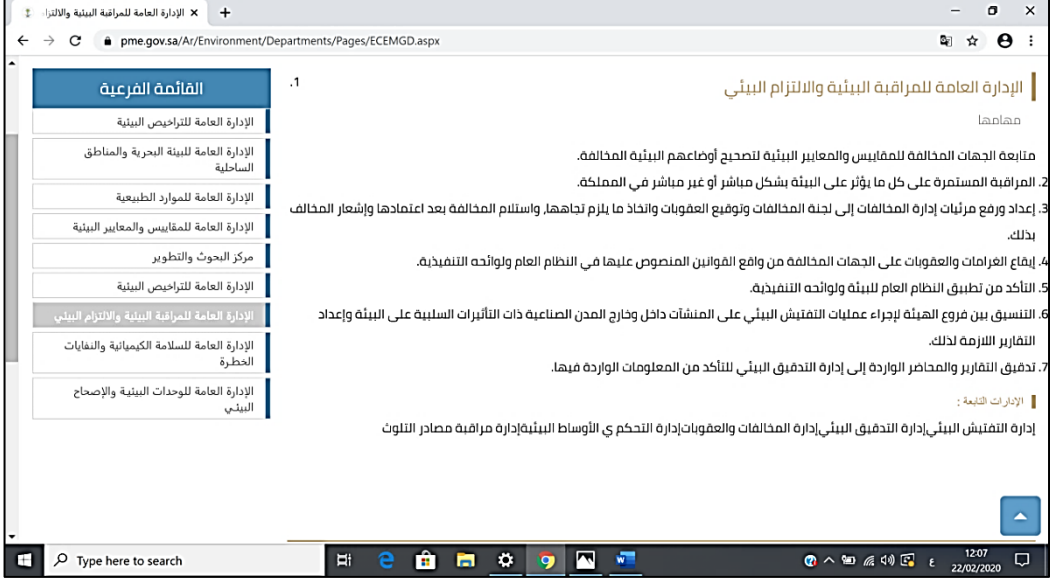 الإدارة العامة للمراقبة البيئية والالتزا
pme.gov.sa/Ar/Environment/Departments/Pages/ECEMGD.aspx
الإدارة العامة للمراقبة البيئية والالتزام البيئي
مهامها
1.
متابعة الجهات المخالفة للمقاييس والمعايير البيئية لتصحيح أوضاعهم البيئية المخالفة.
2. المراقبة المستمرة على كل ما يؤثر على البيئة بشكل مباشر أو غير مباشر في المملكة.
3. إعداد ورفع مرئيات إدارة المخالفات إلى لجنة المخالفات وتوقيع العقوبات واتخاذ ما يلزم تجاهها, واستلام المخالفة بعد اعتمادها وإشعار المخالف
بذلك.
4. إيقاع الغرامات والعقوبات على الجهات المخالفة من واقع القوانين المنصوص عليها في النظام العام ولوائحه التنفيذية.
5. التأكد من تطبيق النظام العام للبيئة ولوائحه التنفيذية.
6. التنسيق بين فروع الهيئة لإجراء عمليات التفتيش البيئي على المنشآت داخل وخارج المدن الصناعية ذات التأثيرات السلبية على البيئة وإعداد
التقارير اللازمة لذلك.
7. تدقيق التقارير والمحاضر الواردة إلى إدارة التدقيق البيئي للتأكد من المعلومات الواردة فيها.
الإدارات التابعة :
إدارة التفتيش البيئيإدارة التدقيق البيئيإدارة المخالفات والعقوباتإدارة التحكم ي الأوساط البيئيةإدارة مراقبة مصادر التلوث
القائمة الفرعية
الإدارة العامة للتراخيص البيئية
الإدارة العامة للبيئة البحرية والمناطق
الساحلية
الإدارة العامة للموارد الطبيعية
الإدارة العامة للمقاييس والمعايير البيئية
مركز البحوث والتطوير
الإدارة العامة للتراخيص البيئية
الإدارة العامة للمراقبة البيئية والالتزام البيئي
الإدارة العامة للسلامة الكيميائية والنفايات
الخطرة
الإدارة العامة للوحدات البيئية والإصحاح
البيئي
Type here to search
ع
12:07
22/02/2020